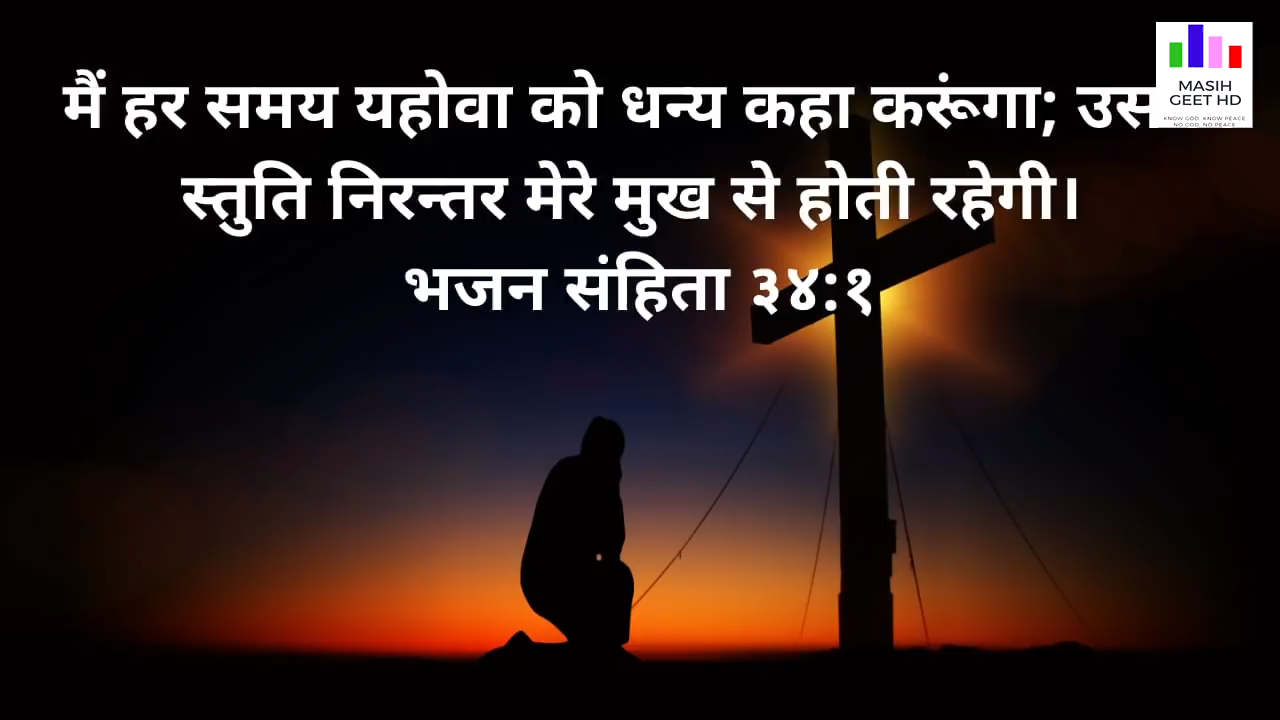 मैं हर समय यहोवा को धन्य कहा करूंगा; उस
स्तुति निरन्तर मेरे मुख से होती रहेगी।
भजन संहिता ३४:१
MASIH
GEET HD
KNOW GOD, KNOW PEACE
NO GOD, NO PEACE